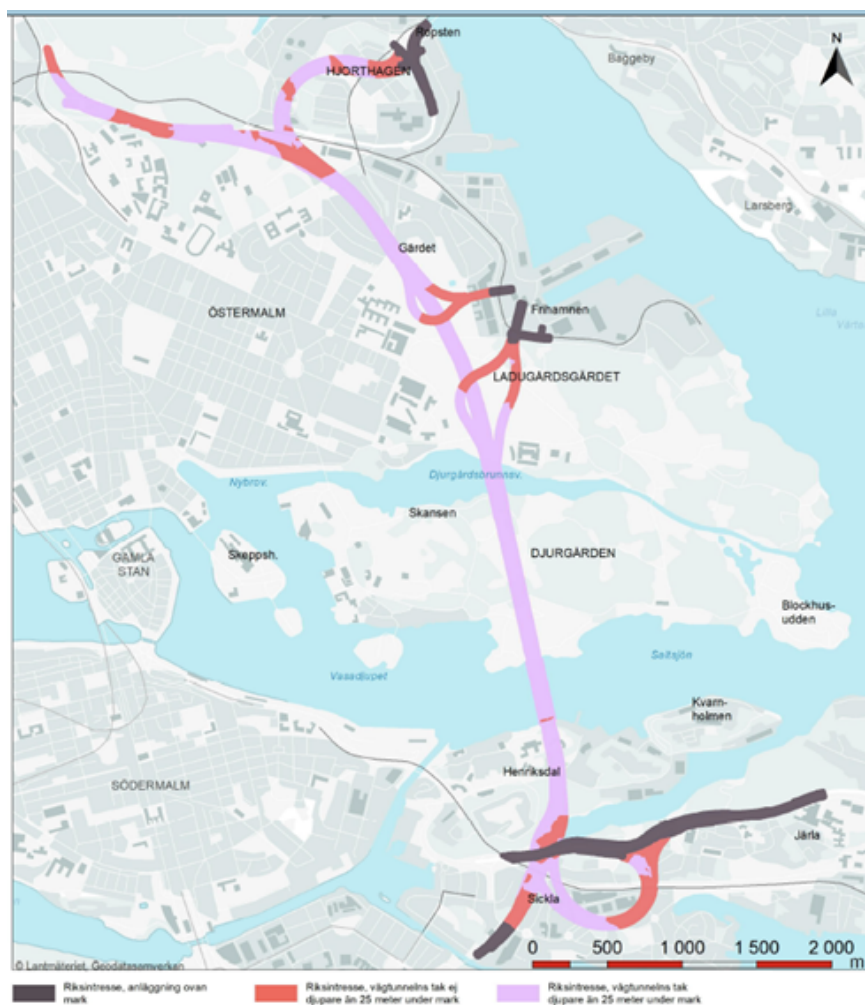 Ropsten
N
HJORTHAGEN
Baggeby
Larsberg
Gärdet
ÖSTERMALM
Frihamnen
Lilla
Värta
LADUGÅRDSGÄRDET
Nybrov.
Djurgårdsbrunnsv.
Skansen
GAMLA
STAN
Skeppsh.
DJURGÅRDEN
Blockhus-
udden
Saltsjön
Vasadjupet
Kvarn-
holmen
Henriksdal
SÖDERMALM
Järla
Sickla
0 500 1 000 1 500 2 000
m
© Lantmäteriet, Geodatasamverkan
Riksintresse, anläggning ovan
mark
Riksintresse, vägtunnelns tak ej
djupare än 25 meter under mark
Riksintresse, vägtunnelns tak
djupare än 25 meter under mark